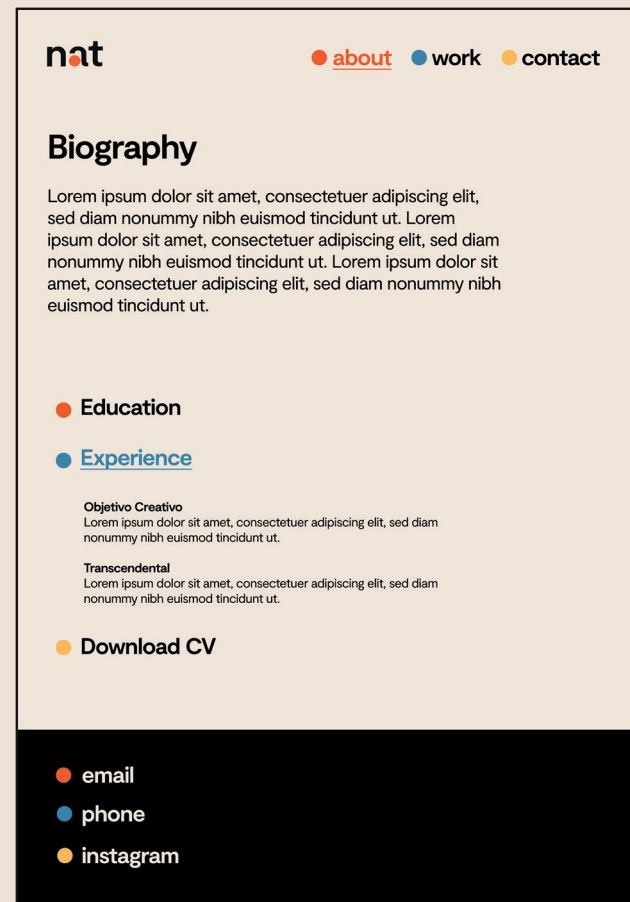 nat
about work contact
Biography
Lorem ipsum dolor sit amet, consectetuer adipiscing elit,
sed diam nonummy nibh euismod tincidunt ut. Lorem
ipsum dolor sit amet, consectetuer adipiscing elit, sed diam
nonummy nibh euismod tincidunt ut. Lorem ipsum dolor sit
amet, consectetuer adipiscing elit, sed diam nonummy nibh
euismod tincidunt ut.
Education
Experience
Objetivo Creativo
Lorem ipsum dolor sit amet, consectetuer adipiscing elit, sed diam
nonummy nibh euismod tincidunt ut.
Transcendental
Lorem ipsum dolor sit amet, consectetuer adipiscing elit, sed diam
nonummy nibh euismod tincidunt ut.
Download CV
email
phone
instagram